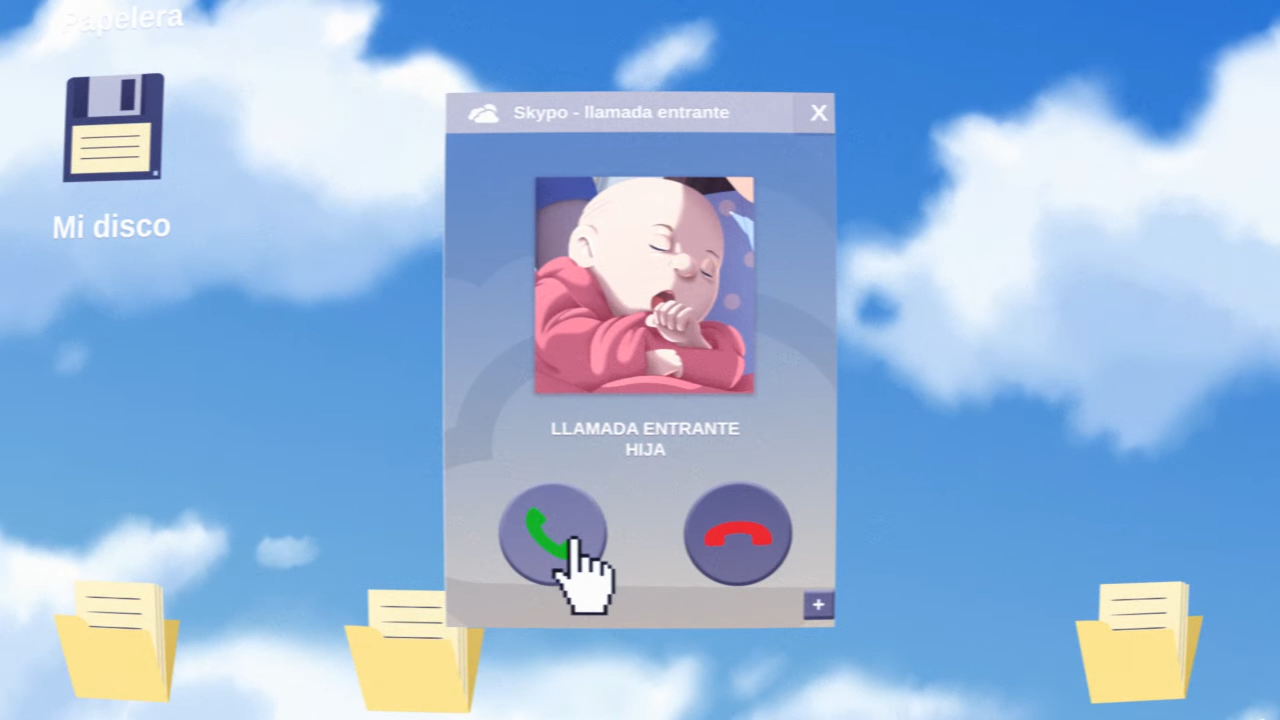 Papelera
Mi disco
Skypo - llamada entrante
X
LLAMADA ENTRANTE
HIJA
+